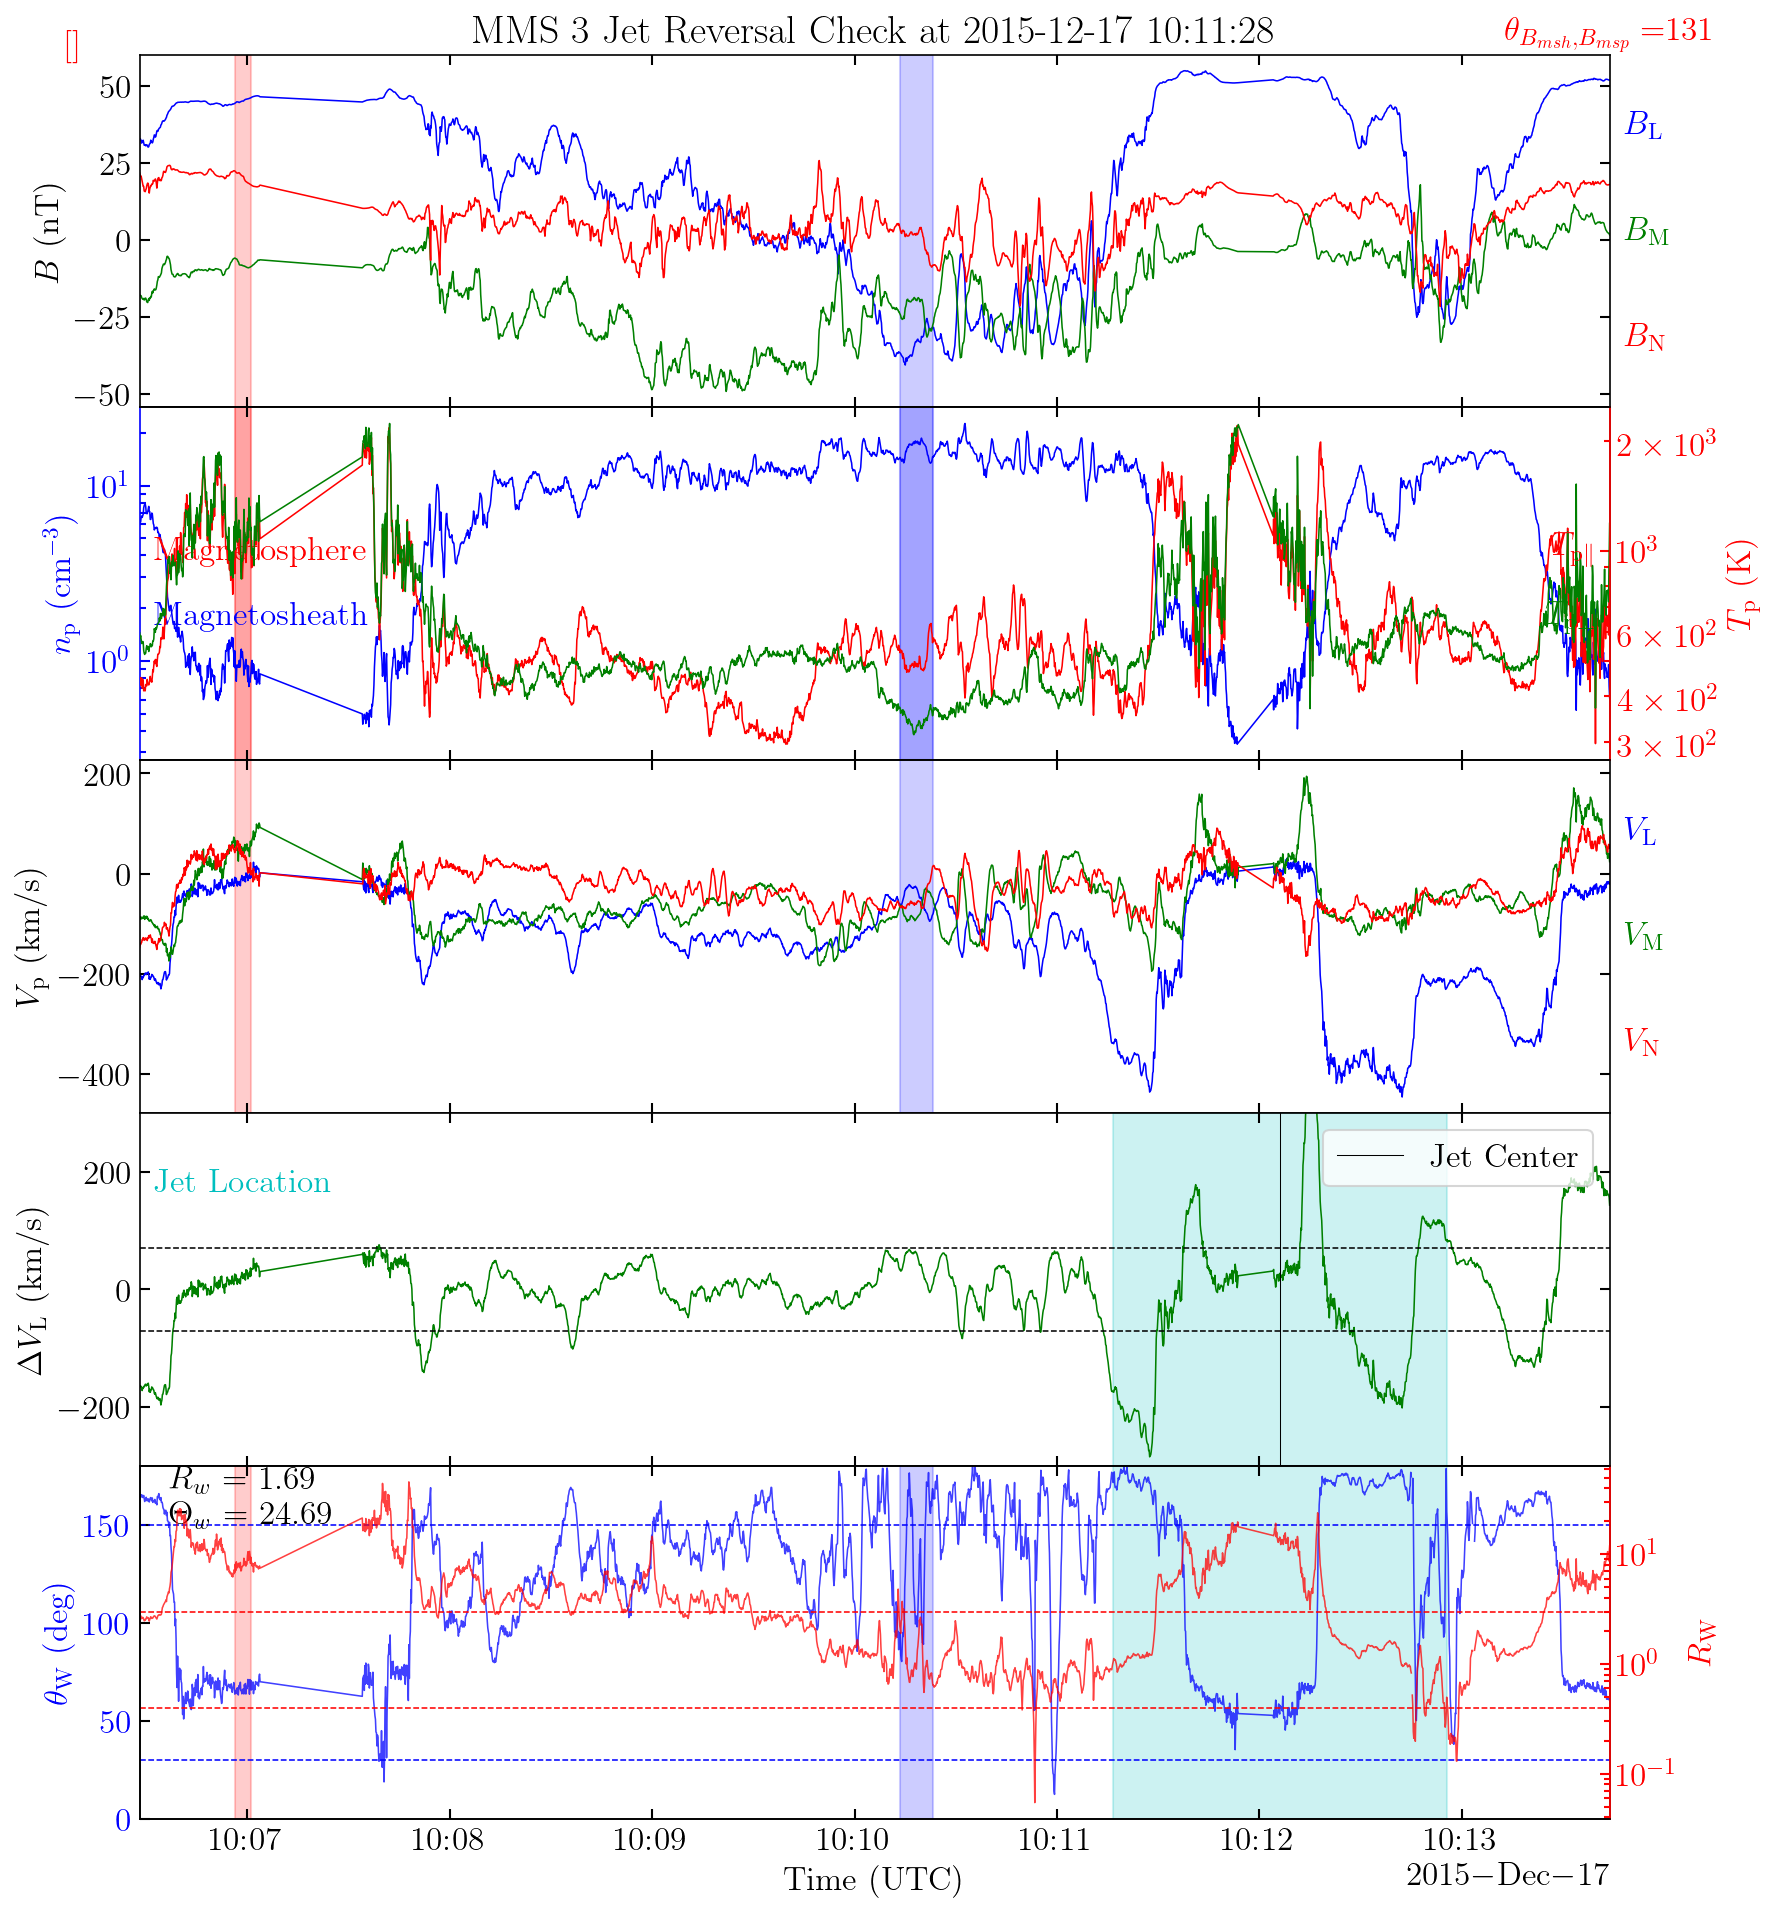 MMS 3 Jet Reversal Check at 2015-12-17 10:11:28
[]
θ_{B_{msh},B_{msp}} =131
50
25
0
−25
−50
B (nT)
B_L
B_M
B_N
10^1
10^0
n_p (cm^{−3})
Magnetosphere
Magnetosheath
T_{p∥}
2 × 10^3
10^3
6 × 10^2
4 × 10^2
3 × 10^2
T_p (K)
200
0
−200
−400
V_p (km/s)
V_L
V_M
V_N
200
0
−200
ΔV_L (km/s)
Jet Location
Jet Center
R_w = 1.69
Θ_w = 24.69
150
100
50
0
θ_W (deg)
10^1
10^0
10^{−1}
R_W
10:07 10:08 10:09 10:10 10:11 10:12 10:13
Time (UTC)
2015−Dec−17